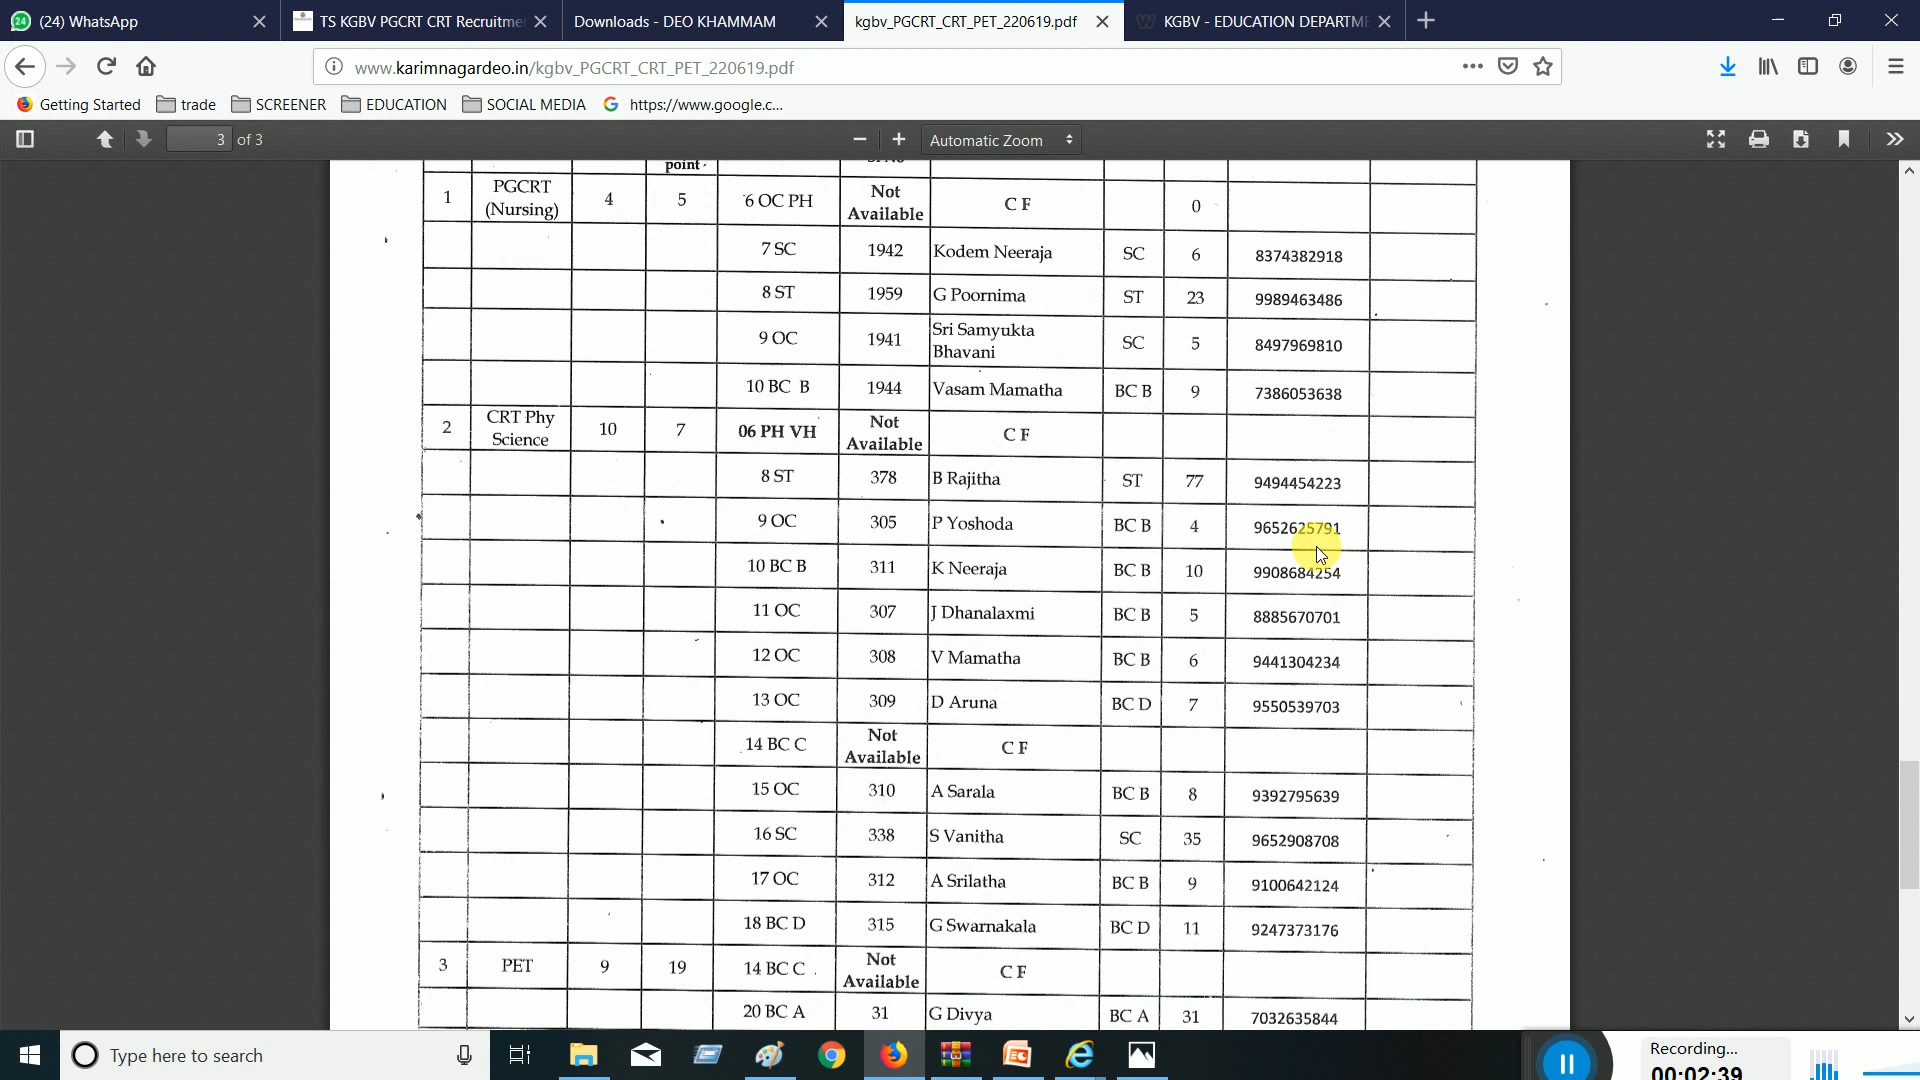 (24) WhatsApp
TS KGBV PGCRT CRT Recruitme
Downloads - DEO KHAMMAM
kgbv_PGCRT_CRT_PET_220619.pdf
KGBV - EDUCATION DEPARTME
www.karimnagardeo.in/kgbv_PGCRT_CRT_PET_220619.pdf
Getting Started trade SCREENER EDUCATION SOCIAL MEDIA https://www.google.c...
3 of 3 Automatic Zoom
point
1 PGCRT (Nursing) 4 5 6 OC PH Not Available C F 0
7 SC 1942 Kodem Neeraja SC 6 8374382918
8 ST 1959 G Poornima ST 23 9989463486
9 OC 1941 Sri Samyukta Bhavani SC 5 8497969810
10 BC B 1944 Vasam Mamatha BC B 9 7386053638
2 CRT Phy Science 10 7 06 PH VH Not Available C F
8 ST 378 B Rajitha ST 77 9494454223
9 OC 305 P Yoshoda BC B 4 9652625791
10 BC B 311 K Neeraja BC B 10 9908684254
11 OC 307 J Dhanalaxmi BC B 5 8885670701
12 OC 308 V Mamatha BC B 6 9441304234
13 OC 309 D Aruna BC D 7 9550539703
14 BC C Not Available C F
15 OC 310 A Sarala BC B 8 9392795639
16 SC 338 S Vanitha SC 35 9652908708
17 OC 312 A Srilatha BC B 9 9100642124
18 BC D 315 G Swarnakala BC D 11 9247373176
3 PET 9 19 14 BC C Not Available C F
20 BC A 31 G Divya BC A 31 7032635844
Type here to search
Recording...
00:02:39